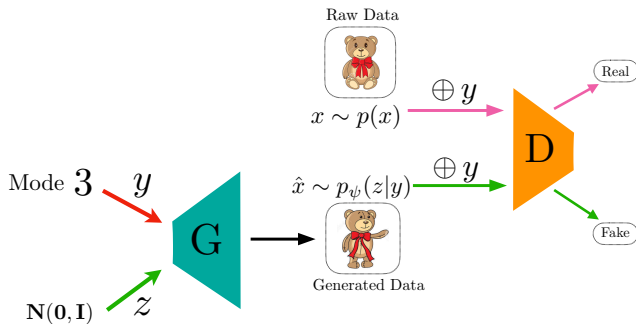 Raw Data
x ∼ p(x)
⊕ y
Real
D
Mode 3
y
x̂ ∼ p_ψ(z|y)
⊕ y
G
Fake
N(0, I)
z
Generated Data